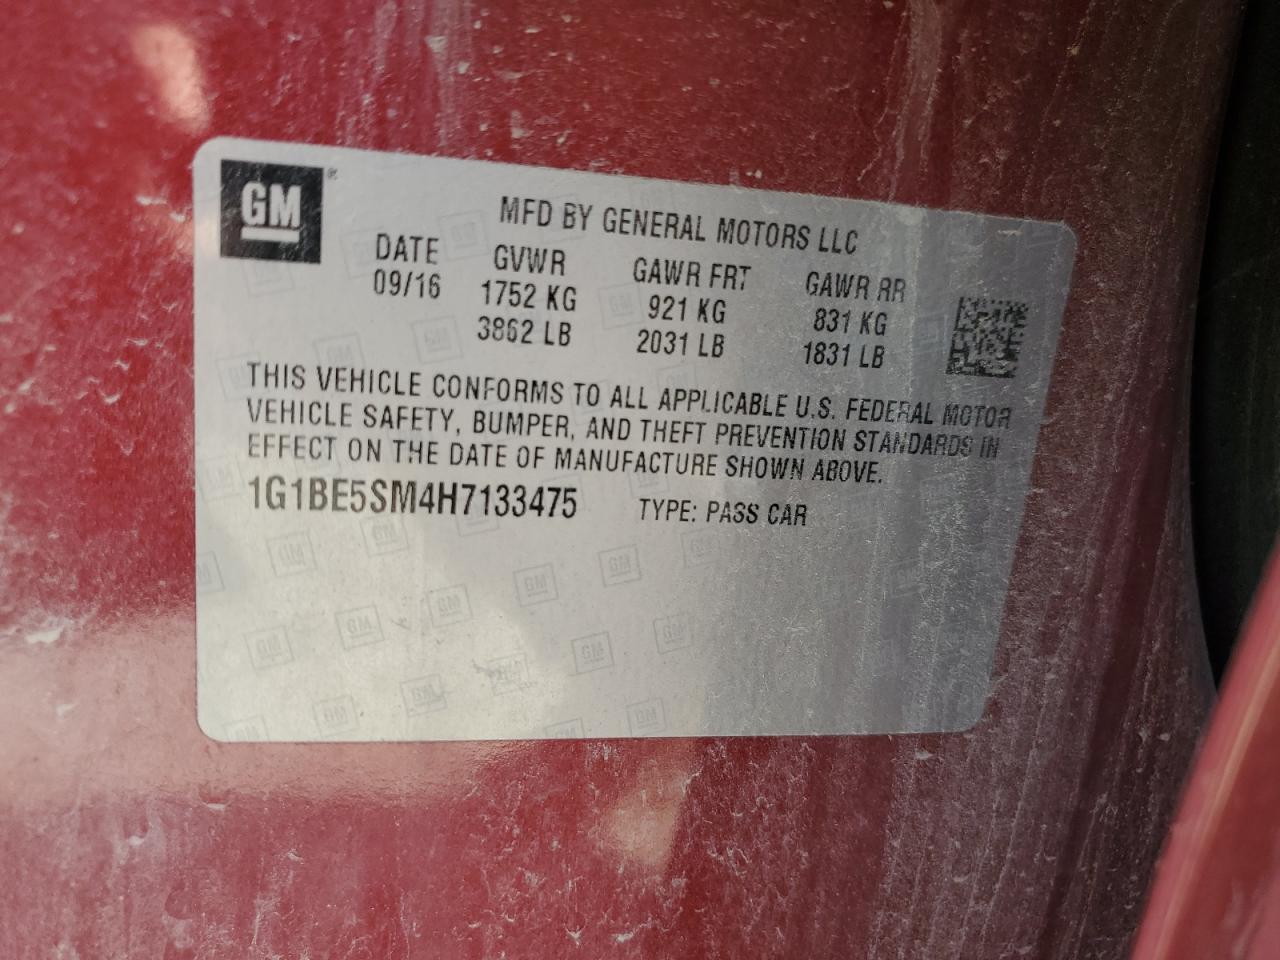 GM®
MFD BY GENERAL MOTORS LLC
DATE GVWR GAWR FRT GAWR RR
09/16 1752 KG 921 KG 831 KG
3862 LB 2031 LB 1831 LB
THIS VEHICLE CONFORMS TO ALL APPLICABLE U.S. FEDERAL MOTOR
VEHICLE SAFETY, BUMPER, AND THEFT PREVENTION STANDARDS IN
EFFECT ON THE DATE OF MANUFACTURE SHOWN ABOVE.
1G1BE5SM4H7133475 TYPE: PASS CAR